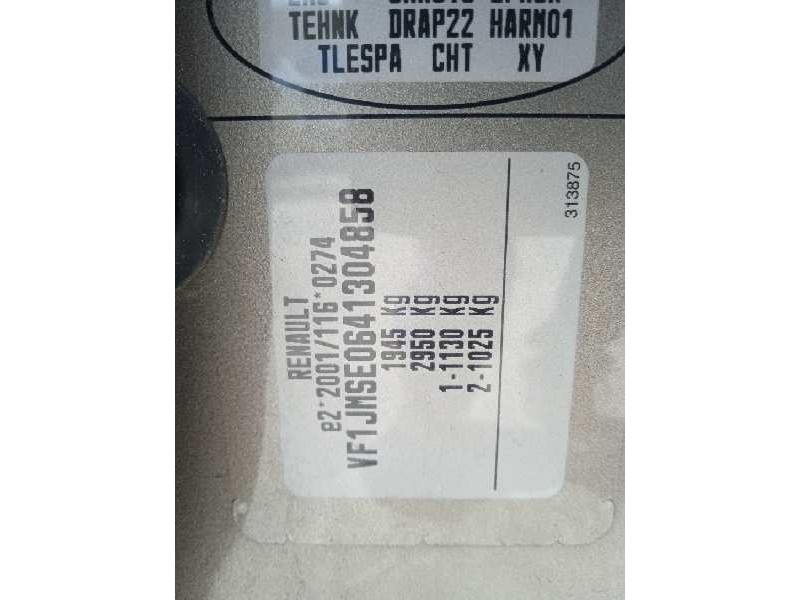 TEHNK DRAP22 HARM01
TLESPA CHT XY
RENAULT
e2*2001/116*0274
VF1JMSE0641304858
1945 Kg
2950 Kg
1-1130 Kg
2-1025 Kg
313875